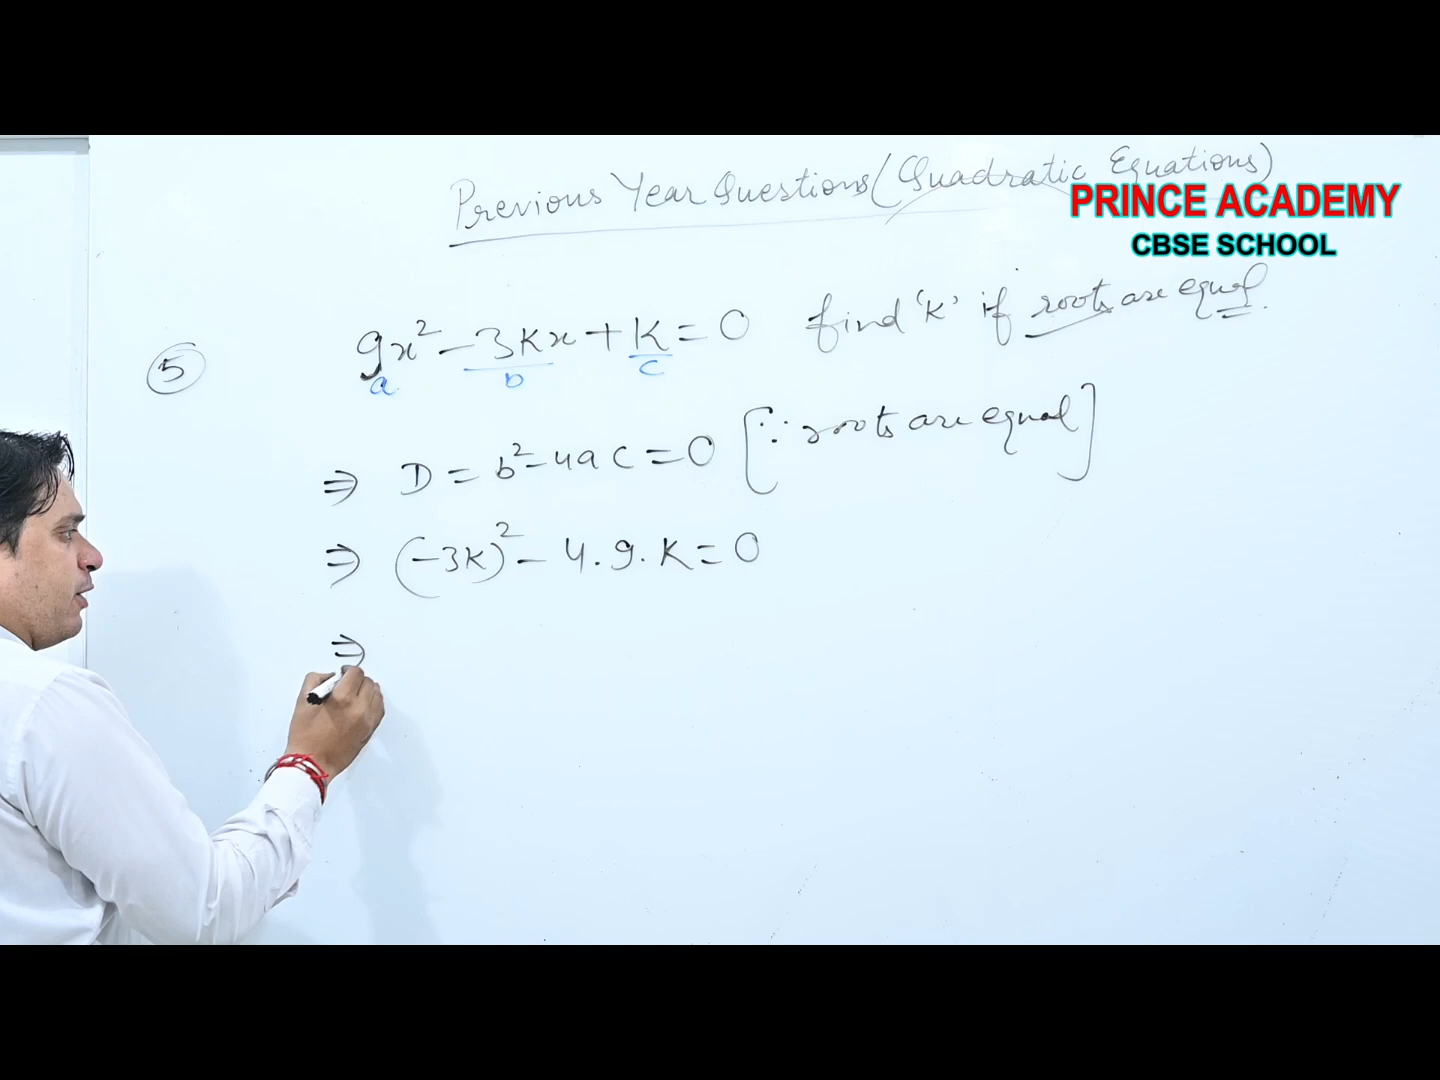 Previous Year Questions (Quadratic Equations)
PRINCE ACADEMY
CBSE SCHOOL
5 9x² - 3Kx + K = 0 find 'K' if roots are equal.
a b c
⇒ D = b² - 4ac = 0 [∵ roots are equal]
⇒ (-3K)² - 4.9.K = 0
⇒